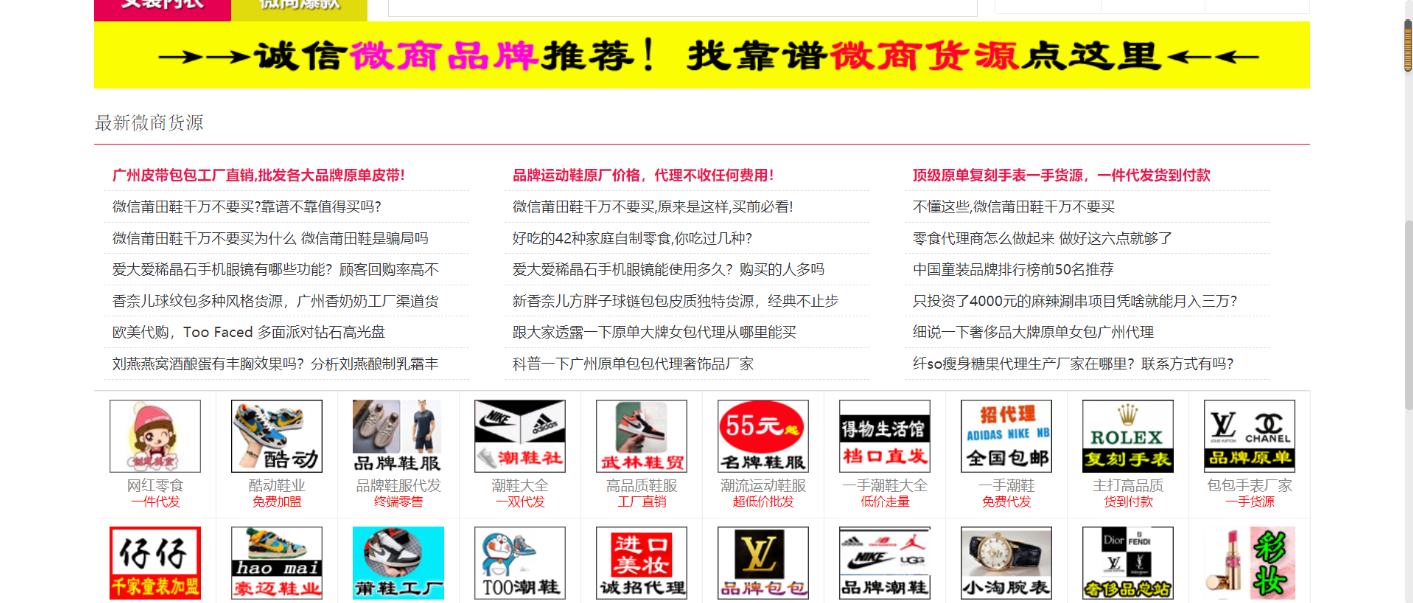 女装内衣 微商爆款
→→诚信微商品牌推荐！找靠谱微商货源点这里←←
最新微商货源
广州皮带包包工厂直销,批发各大品牌原单皮带!
品牌运动鞋原厂价格，代理不收任何费用！
顶级原单复刻手表一手货源，一件代发货到付款
微信莆田鞋千万不要买?靠谱不靠值得买吗?
微信莆田鞋千万不要买,原来是这样,买前必看!
不懂这些,微信莆田鞋千万不要买
微信莆田鞋千万不要买为什么 微信莆田鞋是骗局吗
好吃的42种家庭自制零食,你吃过几种?
零食代理商怎么做起来 做好这六点就够了
爱大爱稀晶石手机眼镜有哪些功能？顾客回购率高不
爱大爱稀晶石手机眼镜能使用多久？购买的人多吗
中国童装品牌排行榜前50名推荐
香奈儿球纹包多种风格货源，广州香奶奶工厂渠道货
新香奈儿方胖子球链包包皮质独特货源，经典不止步
只投资了4000元的麻辣涮串项目凭啥就能月入三万？
欧美代购，Too Faced 多面派对钻石高光盘
跟大家透露一下原单大牌女包代理从哪里能买
细说一下奢侈品大牌原单女包广州代理
刘燕燕窝酒酿蛋有丰胸效果吗？分析刘燕酿制乳霜丰
科普一下广州原单包包代理奢饰品厂家
纤so瘦身糖果代理生产厂家在哪里？联系方式有吗？
酷动
品牌鞋服
NIKE adidas
潮鞋社
武林鞋贸
55元起
名牌鞋服
得物生活馆
档口直发
招代理
ADIDAS NIKE NB
全国包邮
ROLEX
复刻手表
LOUIS VUITTON CHANEL
品牌原单
网红零食 酷动鞋业 品牌鞋服代发 潮鞋大全 高品质鞋服 潮流运动鞋服 一手潮鞋大全 一手潮鞋 主打高品质 包包手表厂家
一件代发 免费加盟 终端零售 一双代发 工厂直销 超低价批发 低价走量 免费代发 货到付款 一手货源
仔仔
千家童装加盟
hao mai
豪迈鞋业
莆鞋工厂
TOO潮鞋
进口
美妆
诚招代理
品牌包包
NIKE UGG
品牌潮鞋
小淘腕表
Dior FENDI
奢侈品总站
彩妆